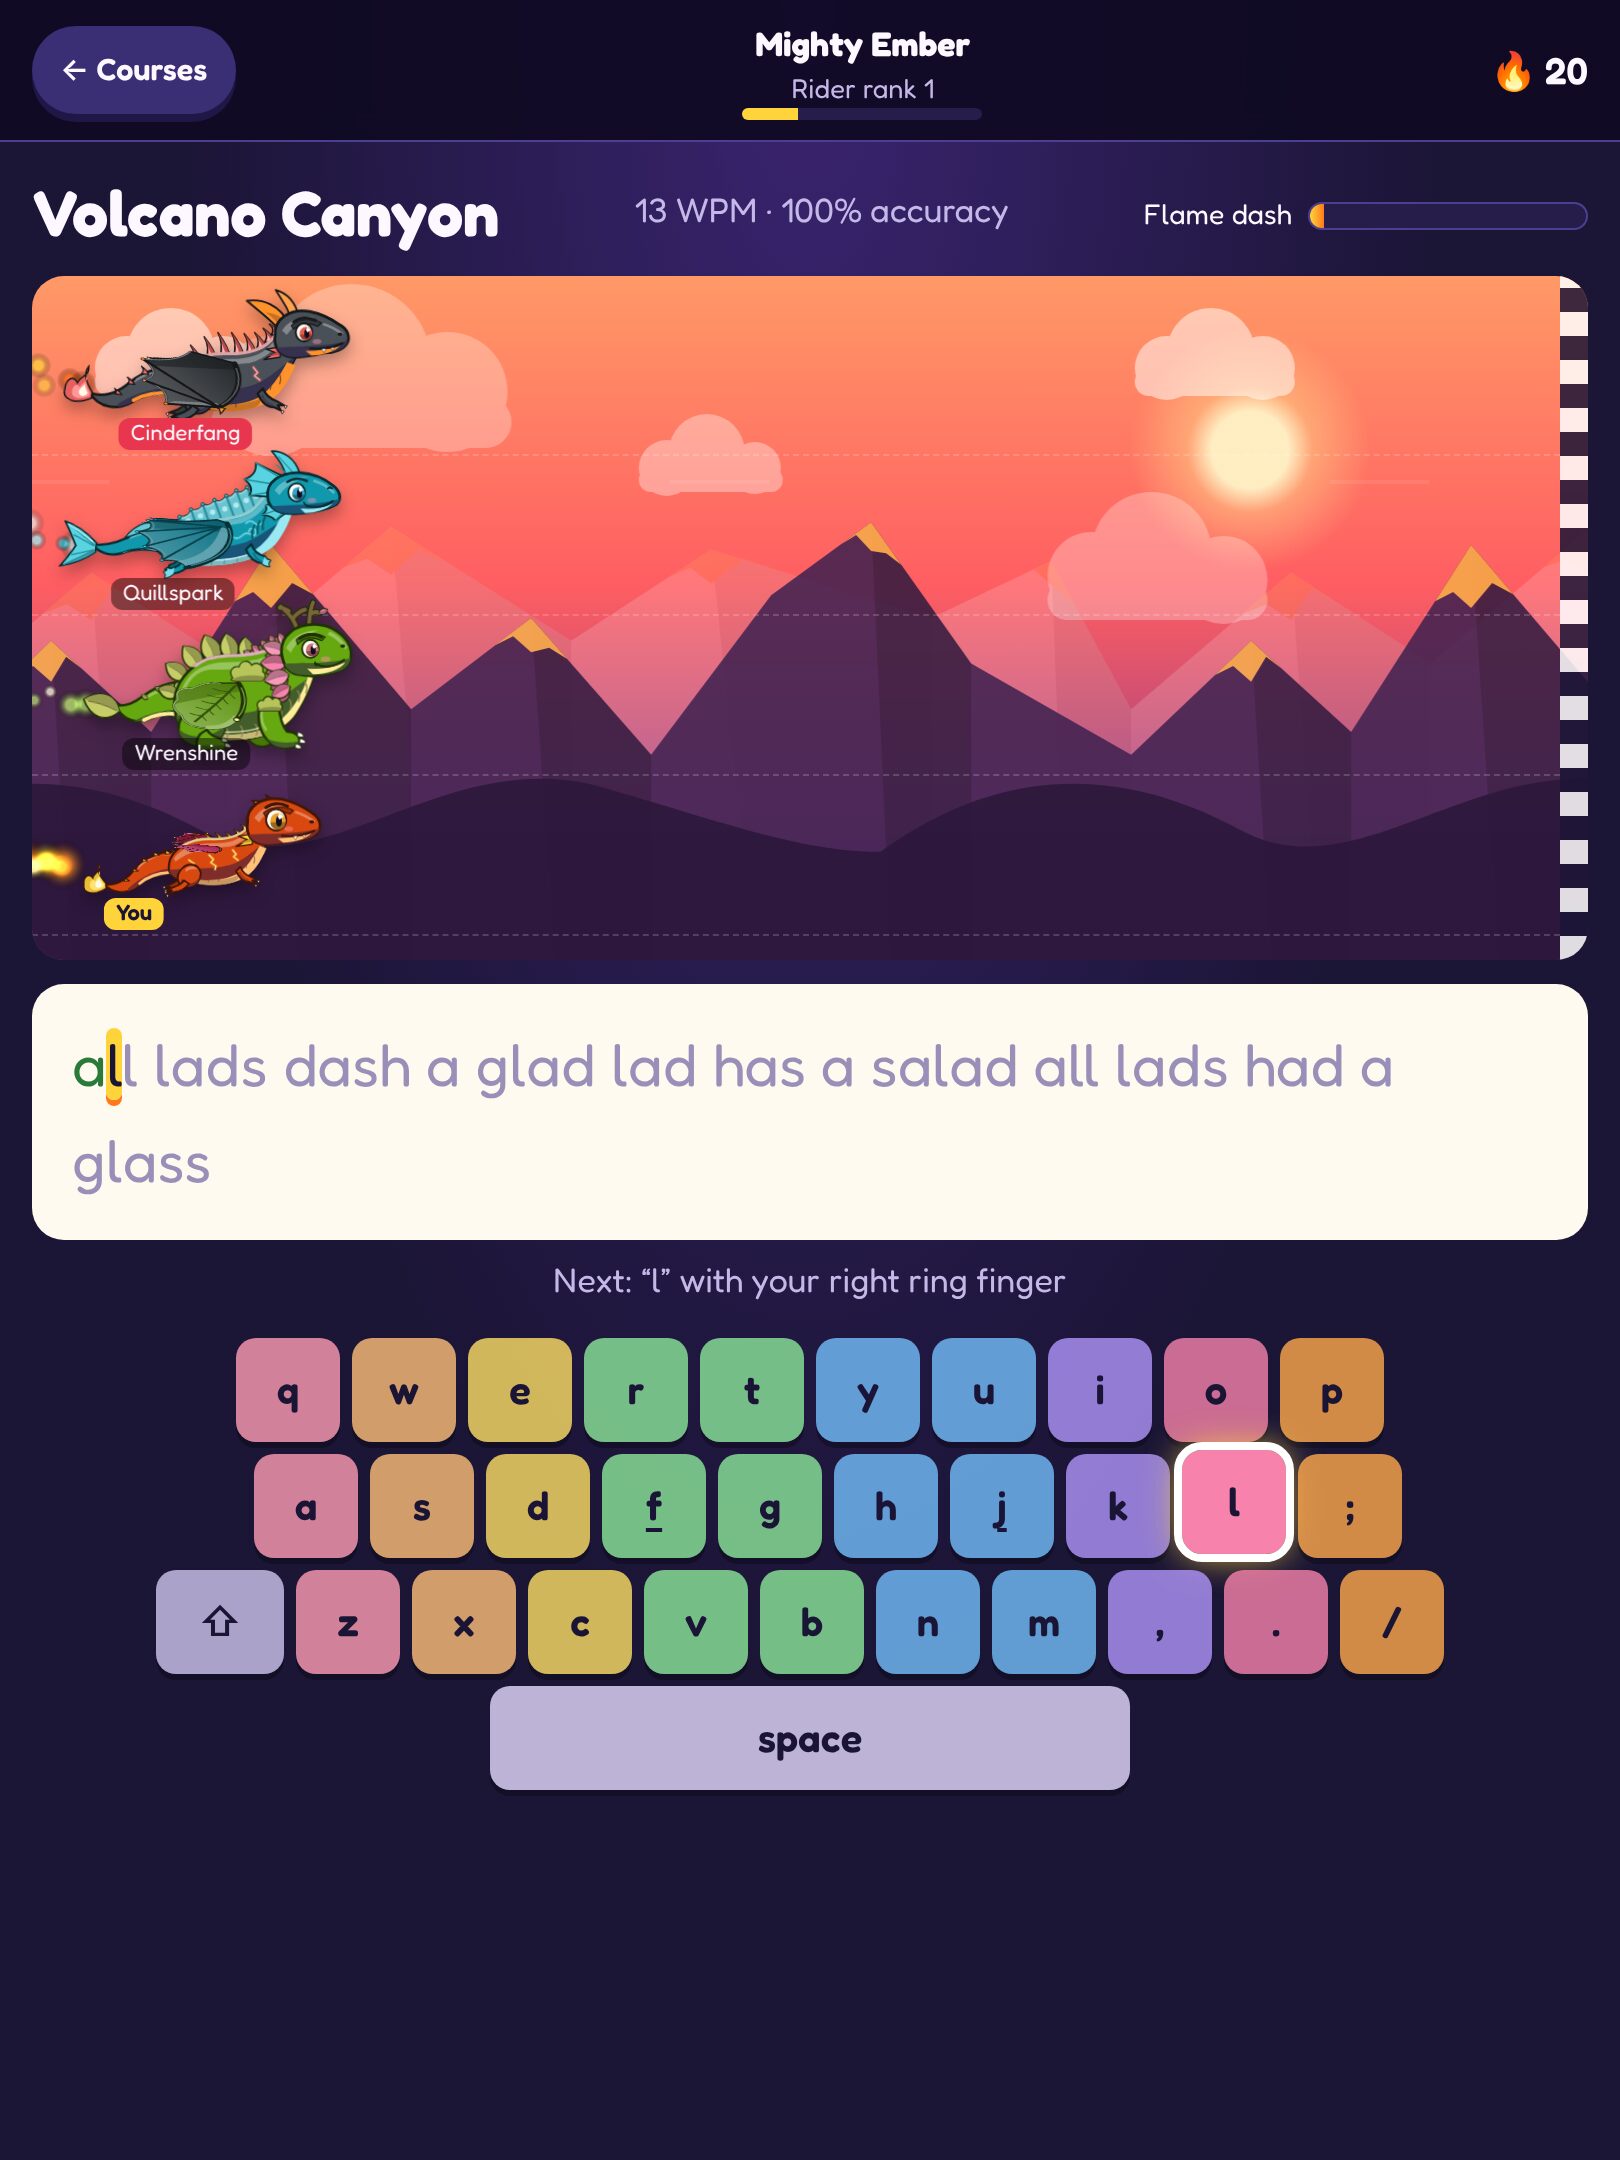 ← Courses
Mighty Ember
Rider rank 1
🔥 20
Volcano Canyon
13 WPM · 100% accuracy
Flame dash
Cinderfang
Quillspark
Wrenshine
You
all lads dash a glad lad has a salad all lads had a
glass
Next: “l” with your right ring finger
q w e r t y u i o p
a s d f g h j k l ;
z x c v b n m , . /
space